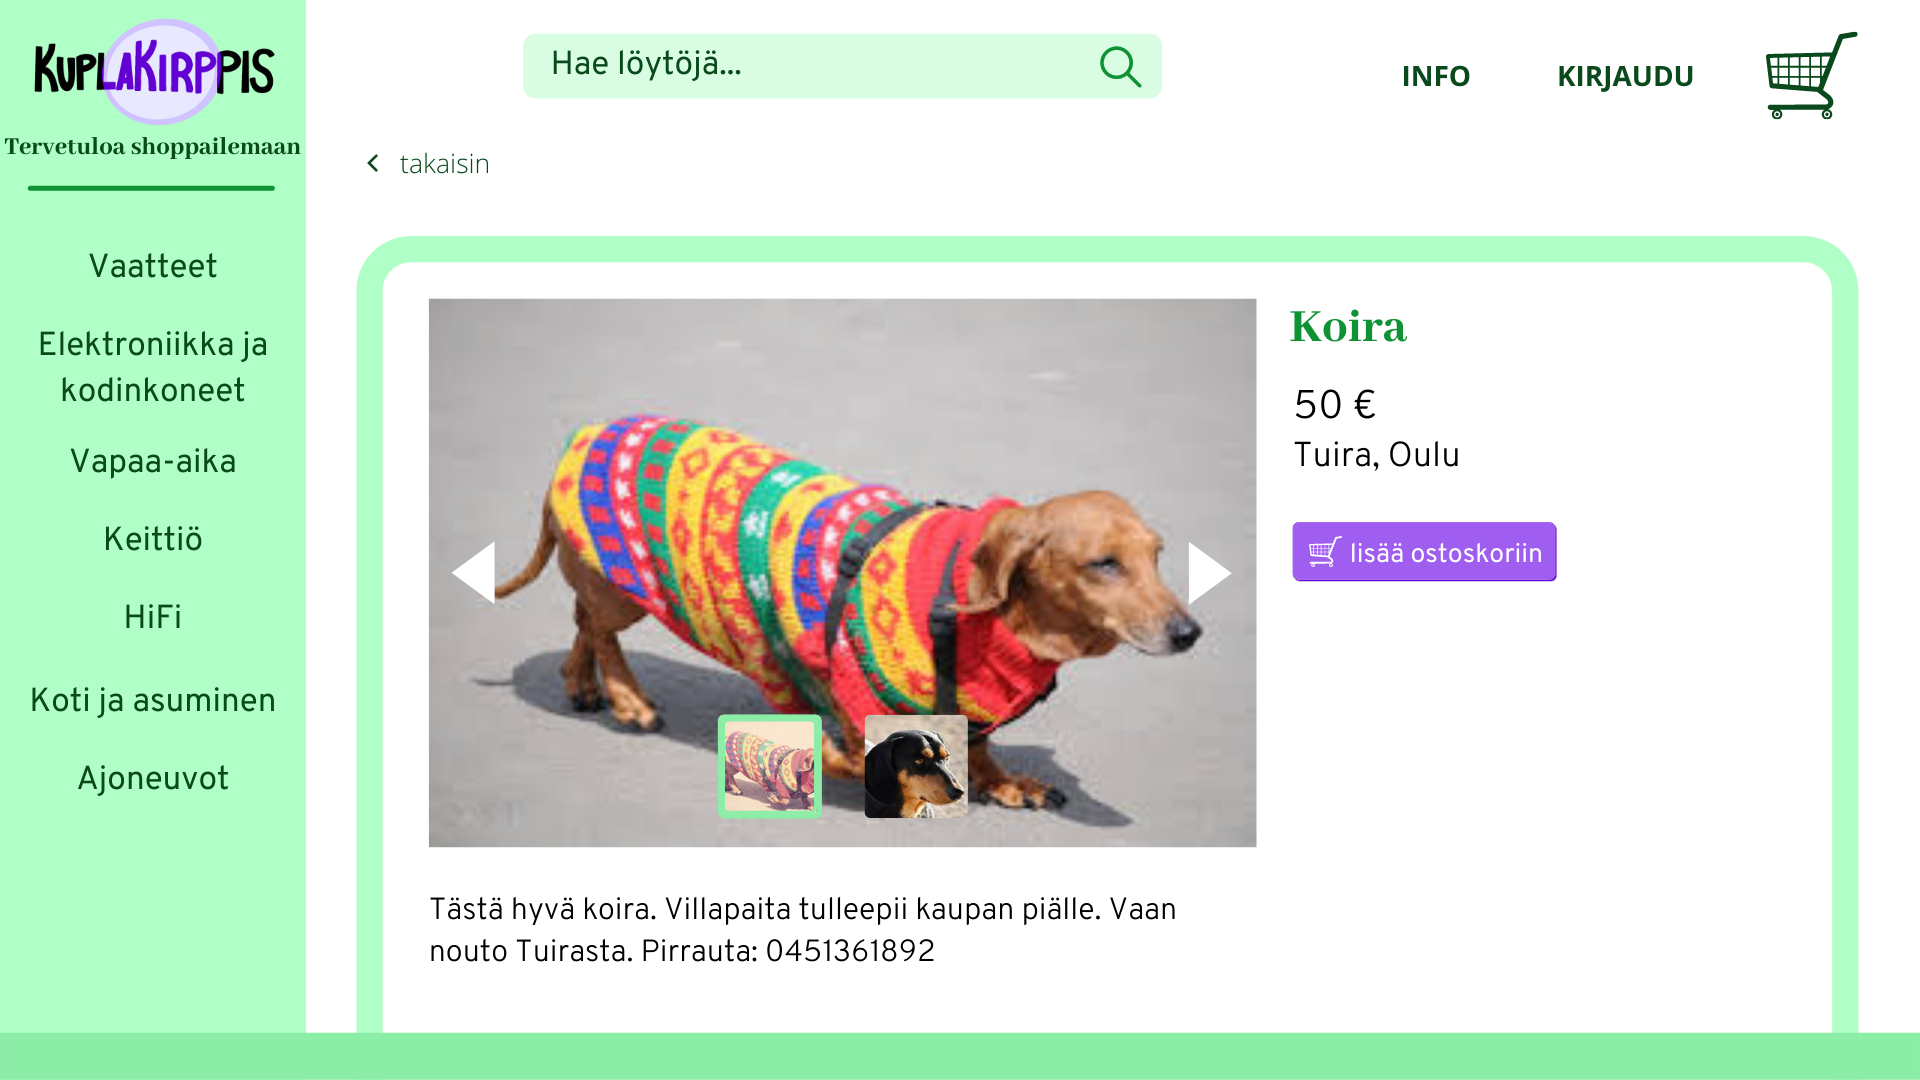 KUPLAKIRPPIS
Tervetuloa shoppailemaan
Vaatteet
Elektroniikka ja
kodinkoneet
Vapaa-aika
Keittiö
HiFi
Koti ja asuminen
Ajoneuvot
Hae löytöjä...
INFO
KIRJAUDU
takaisin
Koira
50 €
Tuira, Oulu
lisää ostoskoriin
Tästä hyvä koira. Villapaita tulleepii kaupan piälle. Vaan
nouto Tuirasta. Pirrauta: 0451361892